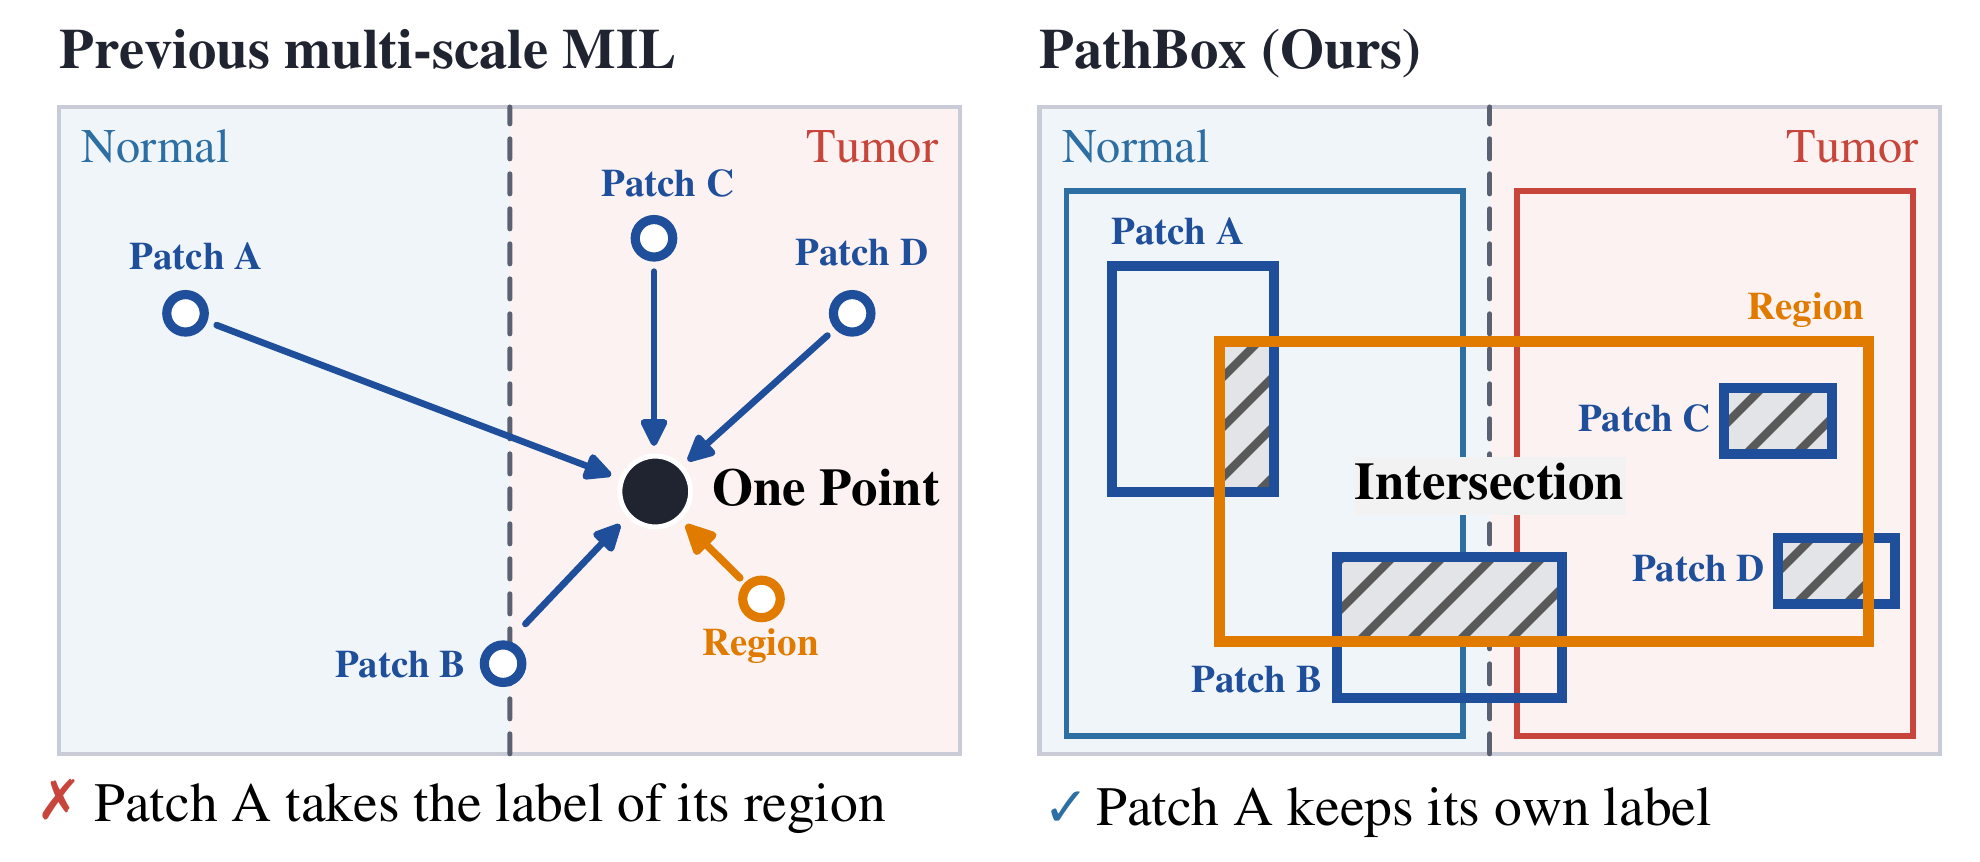 Previous multi-scale MIL
Normal
Tumor
Patch C
Patch A
Patch D
One Point
Region
Patch B
✗ Patch A takes the label of its region
PathBox (Ours)
Normal
Tumor
Patch A
Region
Patch C
Intersection
Patch D
Patch B
✓ Patch A keeps its own label